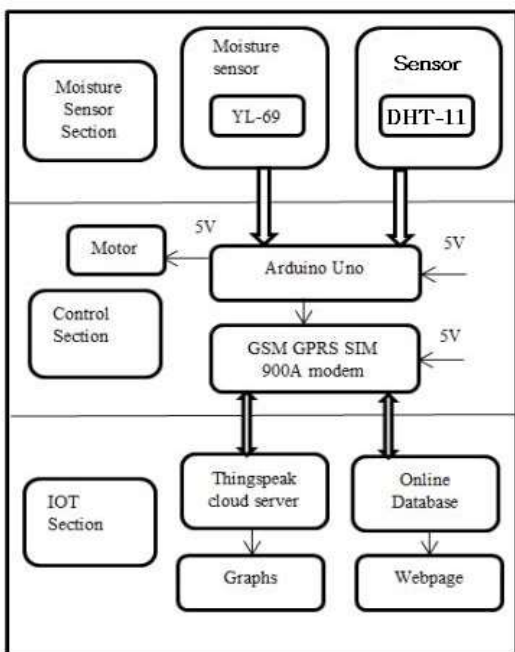 Moisture
Sensor
Section
Moisture
sensor
YL-69
Sensor
DHT-11
5V
Motor
Arduino Uno
5V
Control
Section
GSM GPRS SIM
900A modem
5V
IOT
Section
Thingspeak
cloud server
Online
Database
Graphs
Webpage